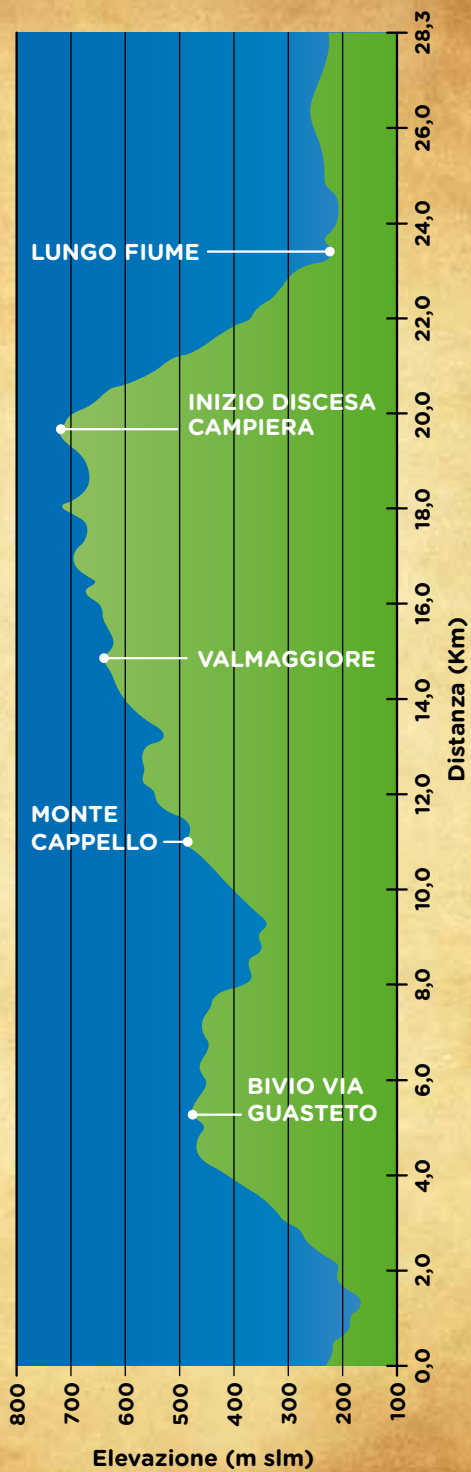 28,3
26,0
24,0
22,0
20,0
18,0
16,0
14,0
12,0
10,0
8,0
6,0
4,0
2,0
0,0
Distanza (Km)
LUNGO FIUME
INIZIO DISCESA
CAMPIERA
VALMAGGIORE
MONTE
CAPPELLO
BIVIO VIA
GUASTETO
800
700
600
500
400
300
200
100
Elevazione (m slm)